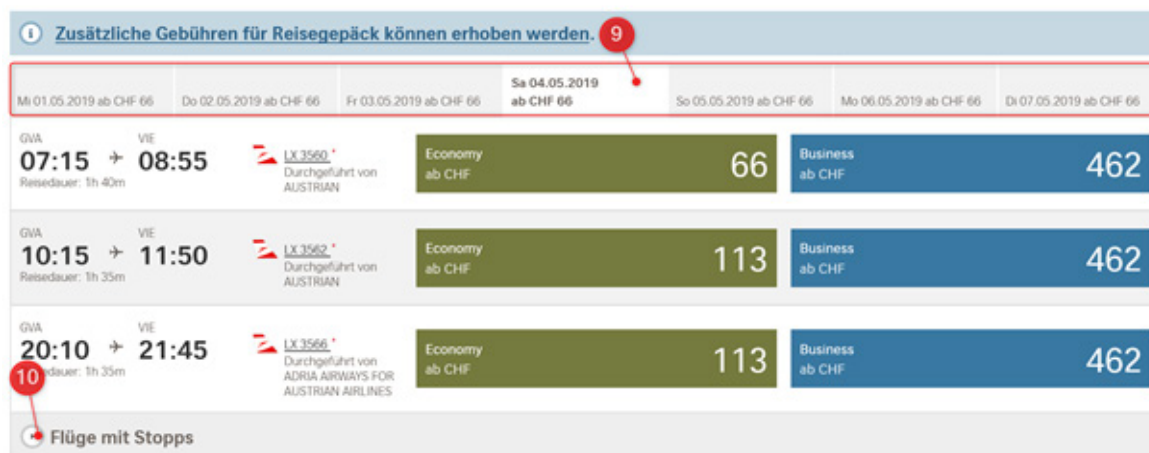 Zusätzliche Gebühren für Reisegepäck können erhoben werden.
9
Mi 01.05.2019 ab CHF 66
Do 02.05.2019 ab CHF 66
Fr 03.05.2019 ab CHF 66
Sa 04.05.2019
ab CHF 66
So 05.05.2019 ab CHF 66
Mo 06.05.2019 ab CHF 66
Di 07.05.2019 ab CHF 66
GVA VIE
07:15 08:55
Reisedauer: 1h 40m
LX 3560 *
Durchgeführt von
AUSTRIAN
Economy
ab CHF
66
Business
ab CHF
462
GVA VIE
10:15 11:50
Reisedauer: 1h 35m
LX 3562 *
Durchgeführt von
AUSTRIAN
Economy
ab CHF
113
Business
ab CHF
462
GVA VIE
20:10 21:45
dauer: 1h 35m
LX 3566 *
Durchgeführt von
ADRIA AIRWAYS FOR
AUSTRIAN AIRLINES
Economy
ab CHF
113
Business
ab CHF
462
10
Flüge mit Stopps